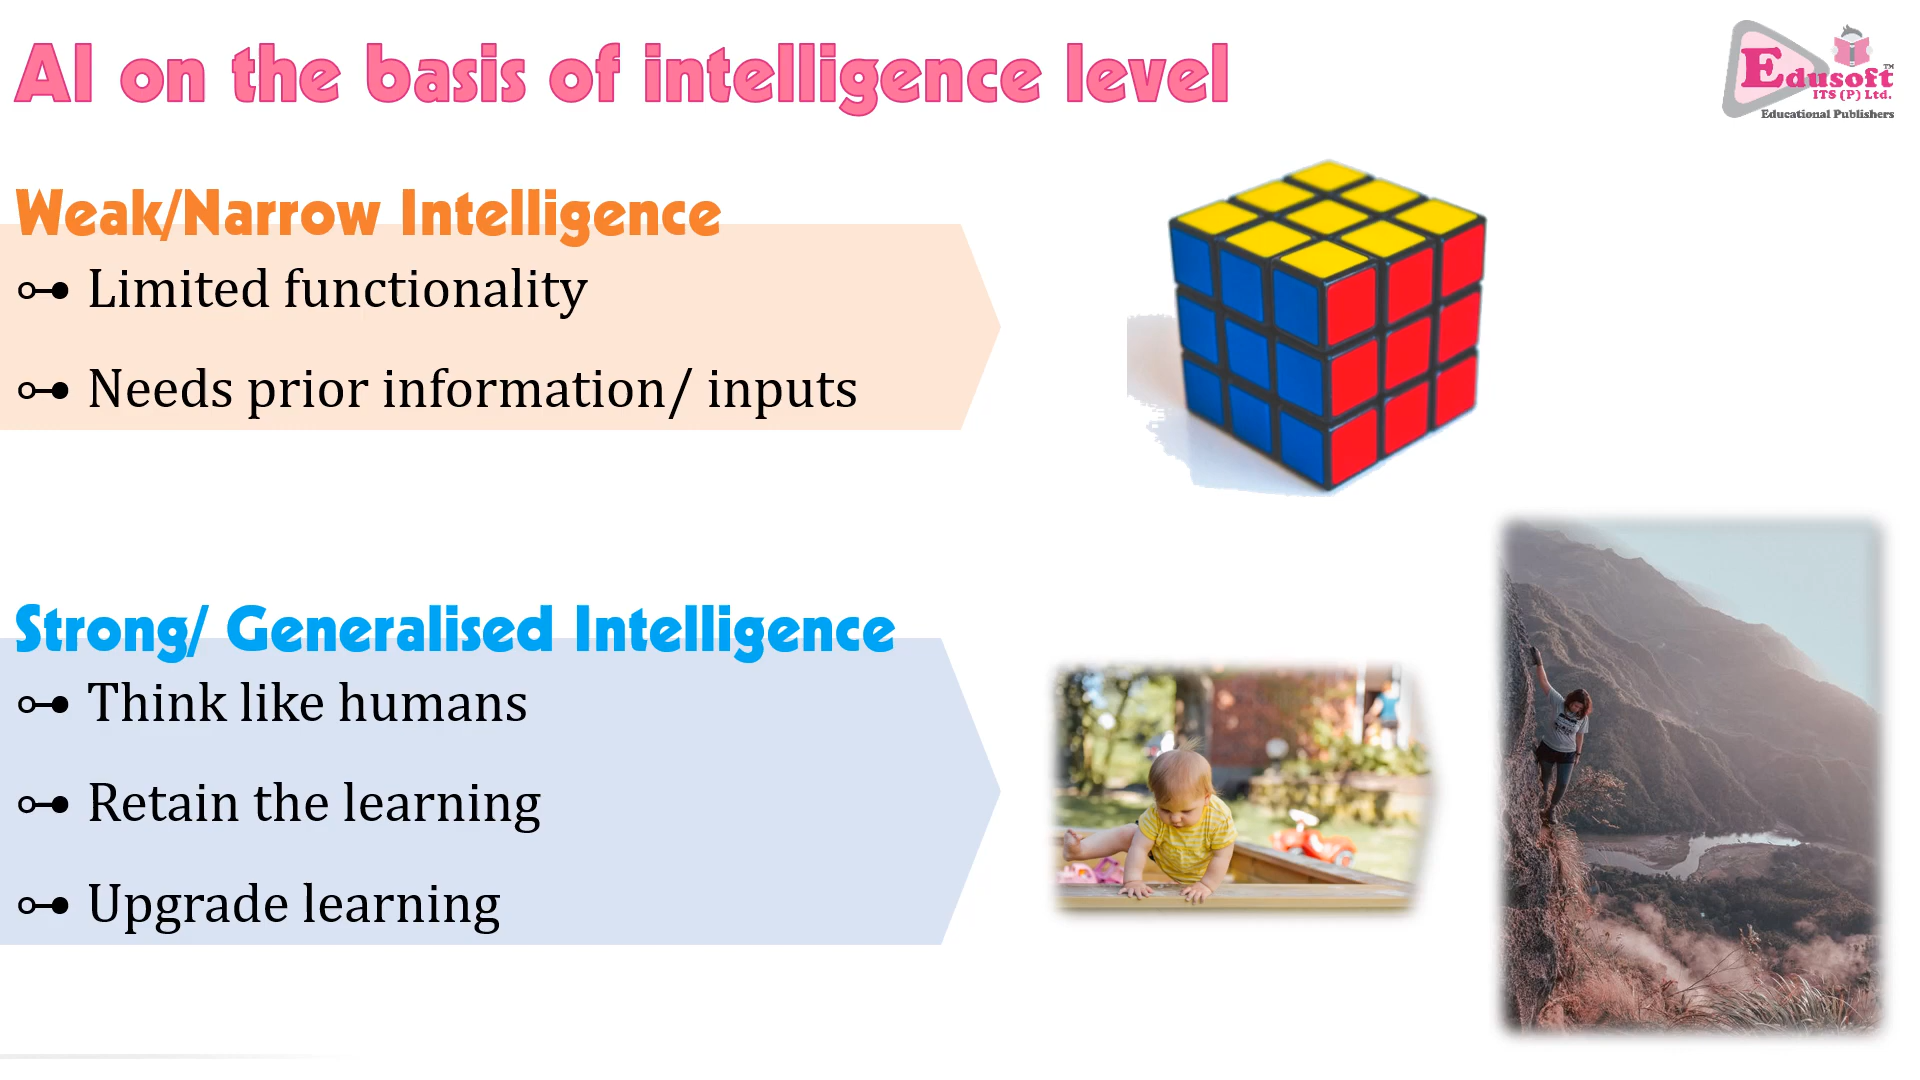 AI on the basis of intelligence level
Edusoft™
ITS (P) Ltd.
Educational Publishers
Weak/Narrow Intelligence
Limited functionality
Needs prior information/ inputs
Strong/ Generalised Intelligence
Think like humans
Retain the learning
Upgrade learning